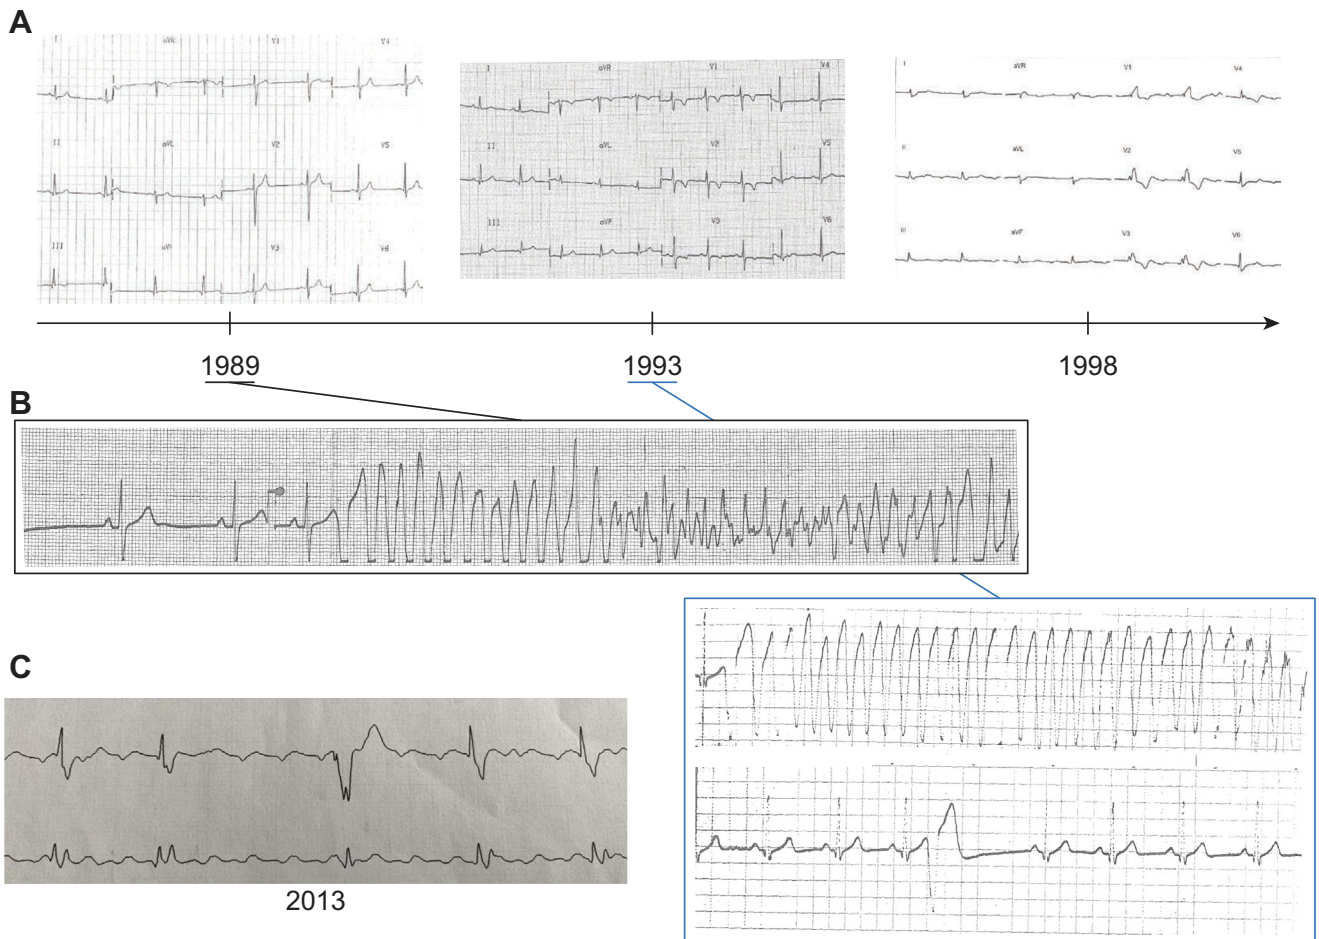 A
I aVR V1 V4
II aVL V2 V5
III aVF V3 V6
I aVR V1 V4
II aVL V2 V5
III aVF V3 V6
I aVR V1 V4
II aVL V2 V5
III aVF V3 V6
1989 1993 1998
B
C
2013